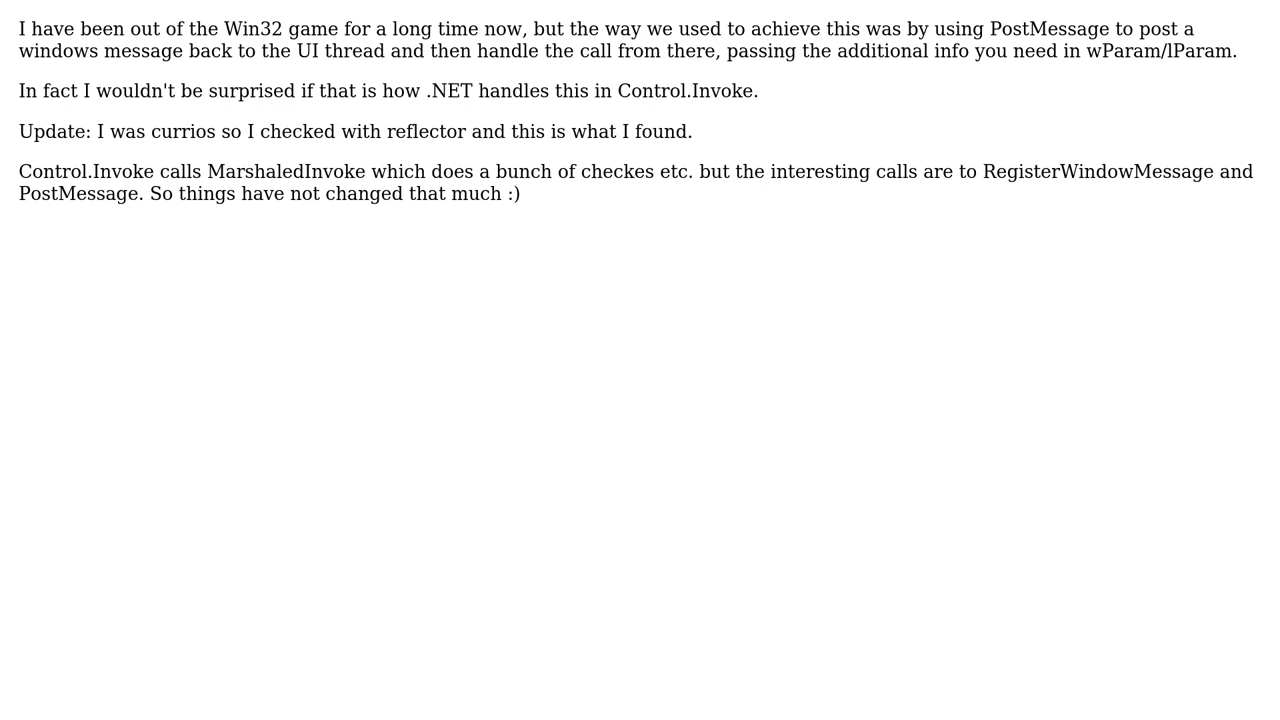 I have been out of the Win32 game for a long time now, but the way we used to achieve this was by using PostMessage to post a
windows message back to the UI thread and then handle the call from there, passing the additional info you need in wParam/lParam.
In fact I wouldn't be surprised if that is how .NET handles this in Control.Invoke.
Update: I was currios so I checked with reflector and this is what I found.
Control.Invoke calls MarshaledInvoke which does a bunch of checkes etc. but the interesting calls are to RegisterWindowMessage and
PostMessage. So things have not changed that much :)